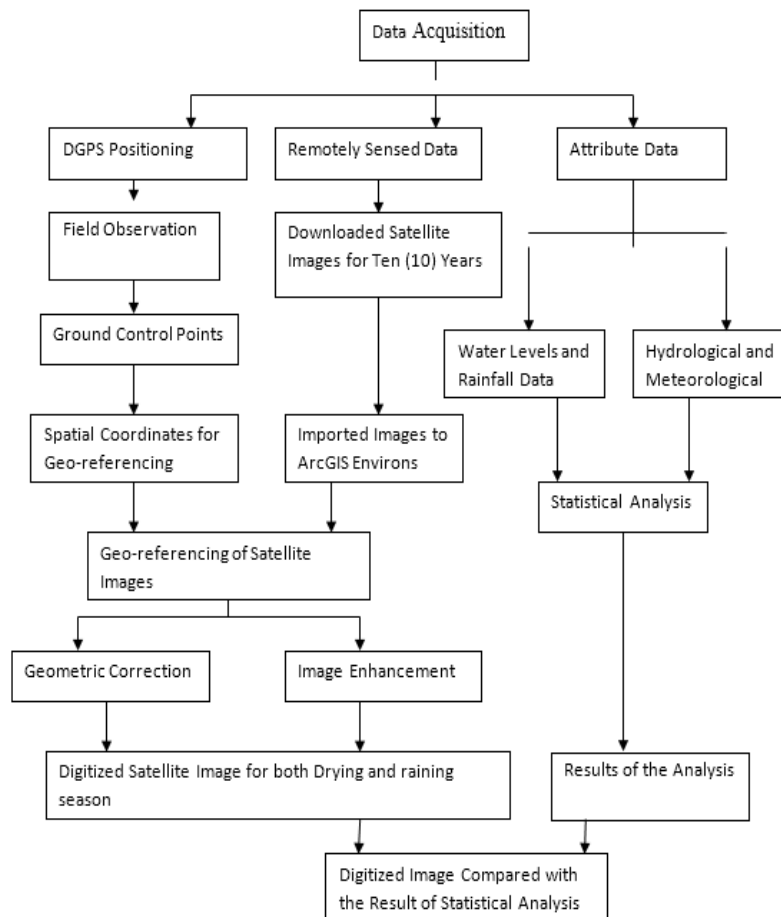 Data Acquisition
DGPS Positioning
Remotely Sensed Data
Attribute Data
Field Observation
Downloaded Satellite
Images for Ten (10) Years
Ground Control Points
Water Levels and
Rainfall Data
Hydrological and
Meteorological
Spatial Coordinates for
Geo-referencing
Imported Images to
ArcGIS Environs
Statistical Analysis
Geo-referencing of Satellite
Images
Geometric Correction
Image Enhancement
Digitized Satellite Image for both Drying and raining
season
Results of the Analysis
Digitized Image Compared with
the Result of Statistical Analysis